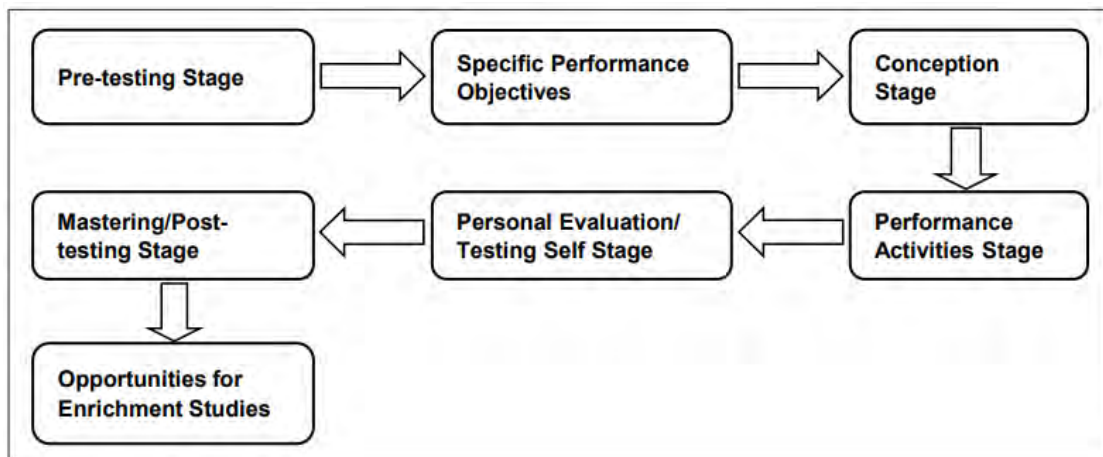 Pre-testing Stage
Specific Performance
Objectives
Conception
Stage
Performance
Activities Stage
Personal Evaluation/
Testing Self Stage
Mastering/Post-
testing Stage
Opportunities for
Enrichment Studies